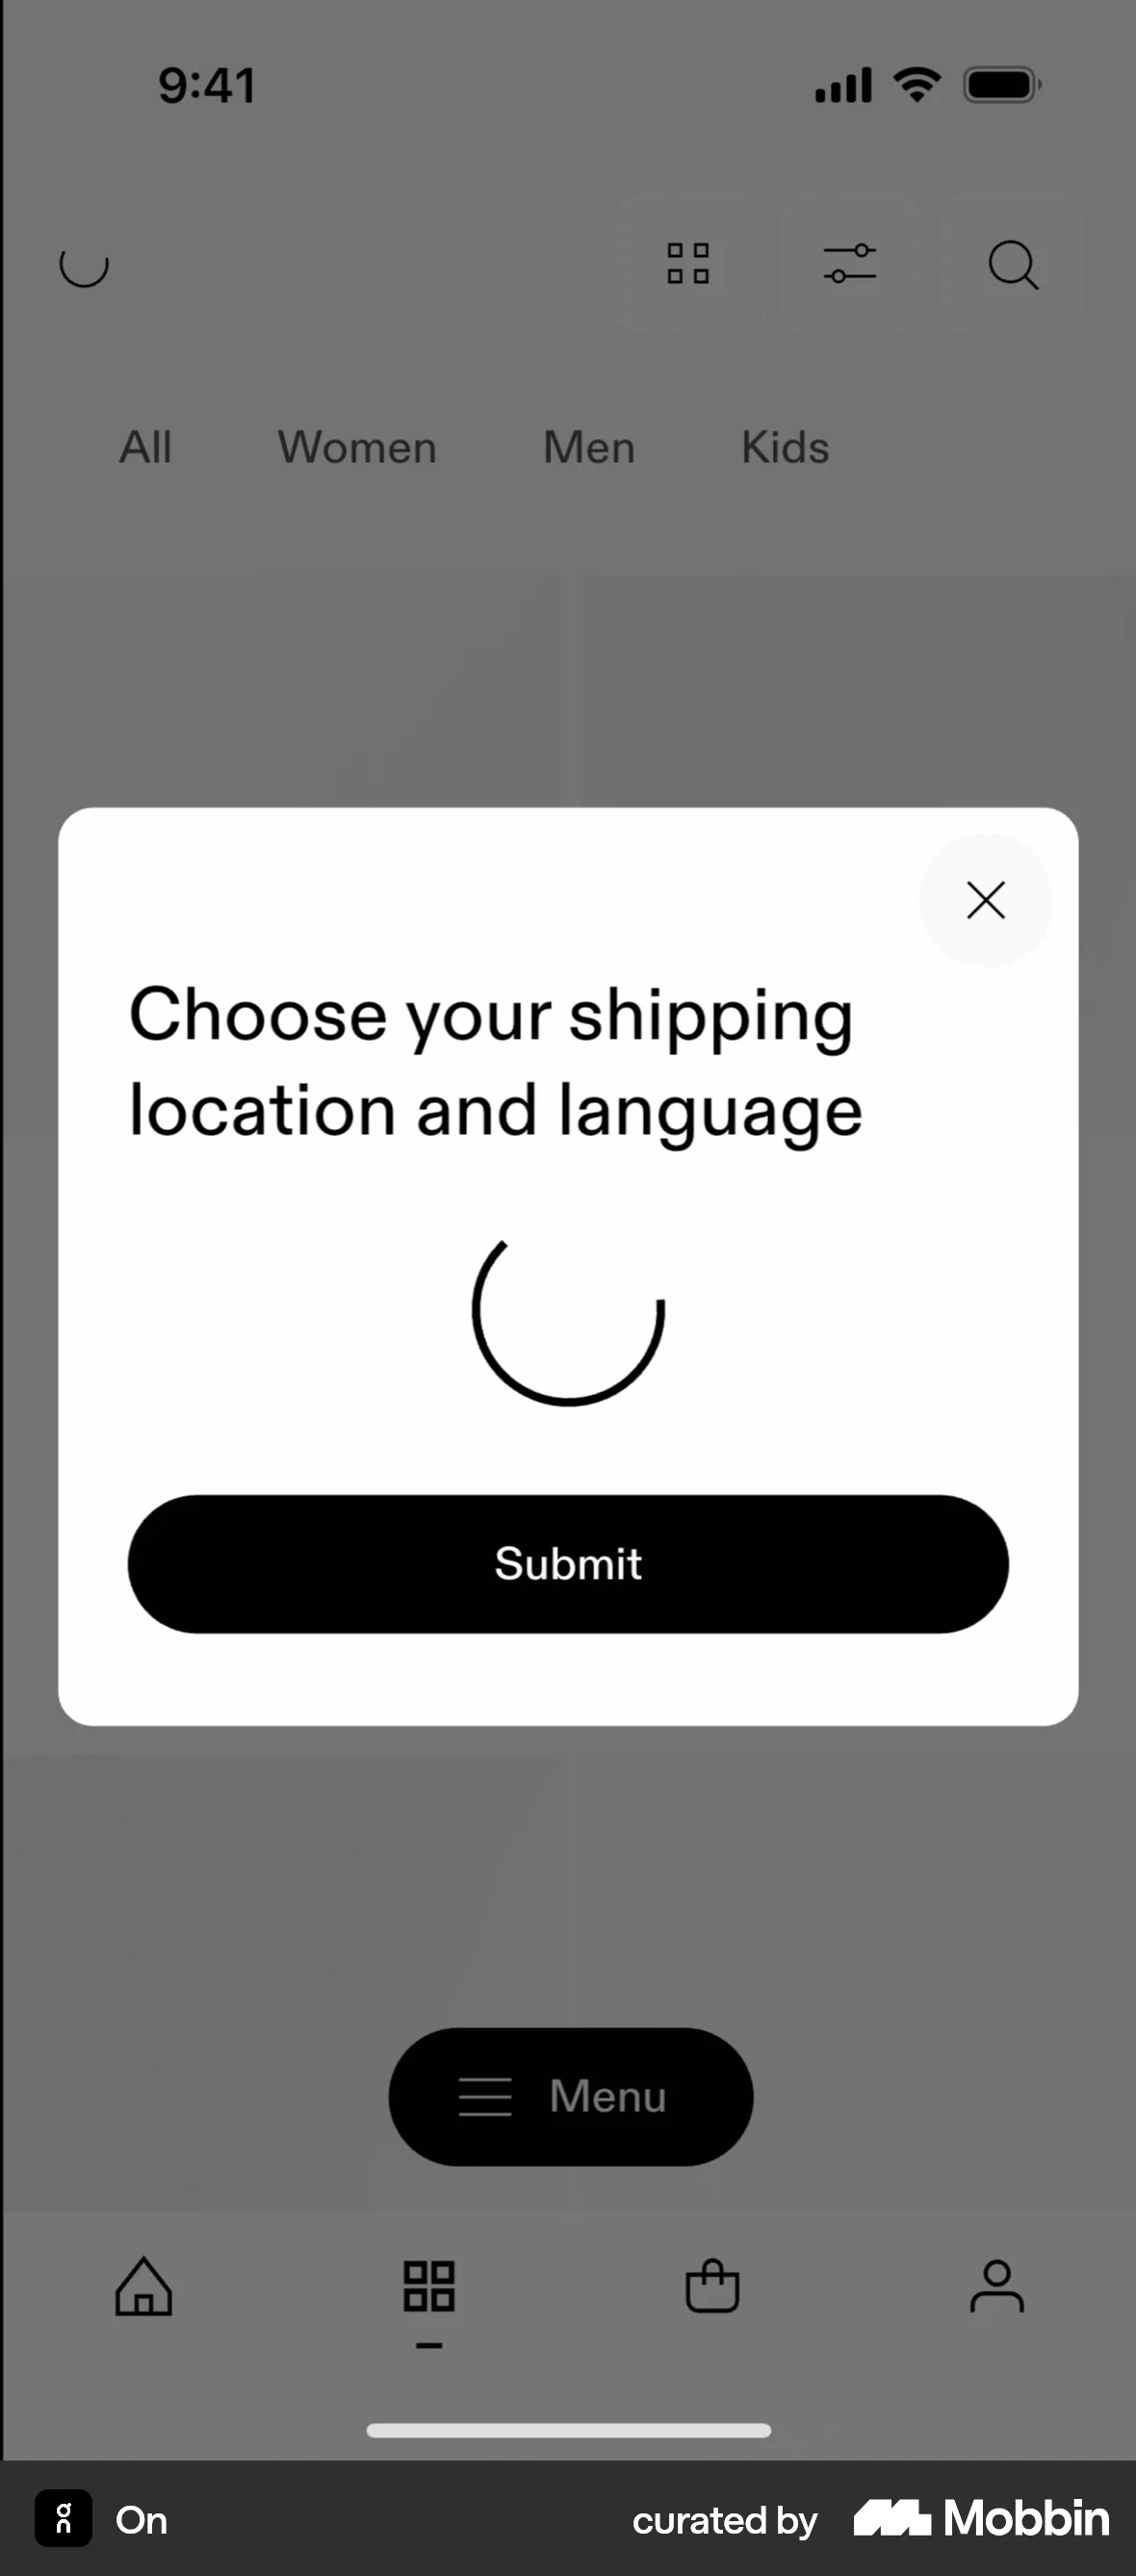 9:41
All Women Men Kids
Choose your shipping
location and language
Submit
Menu
On curated by Mobbin